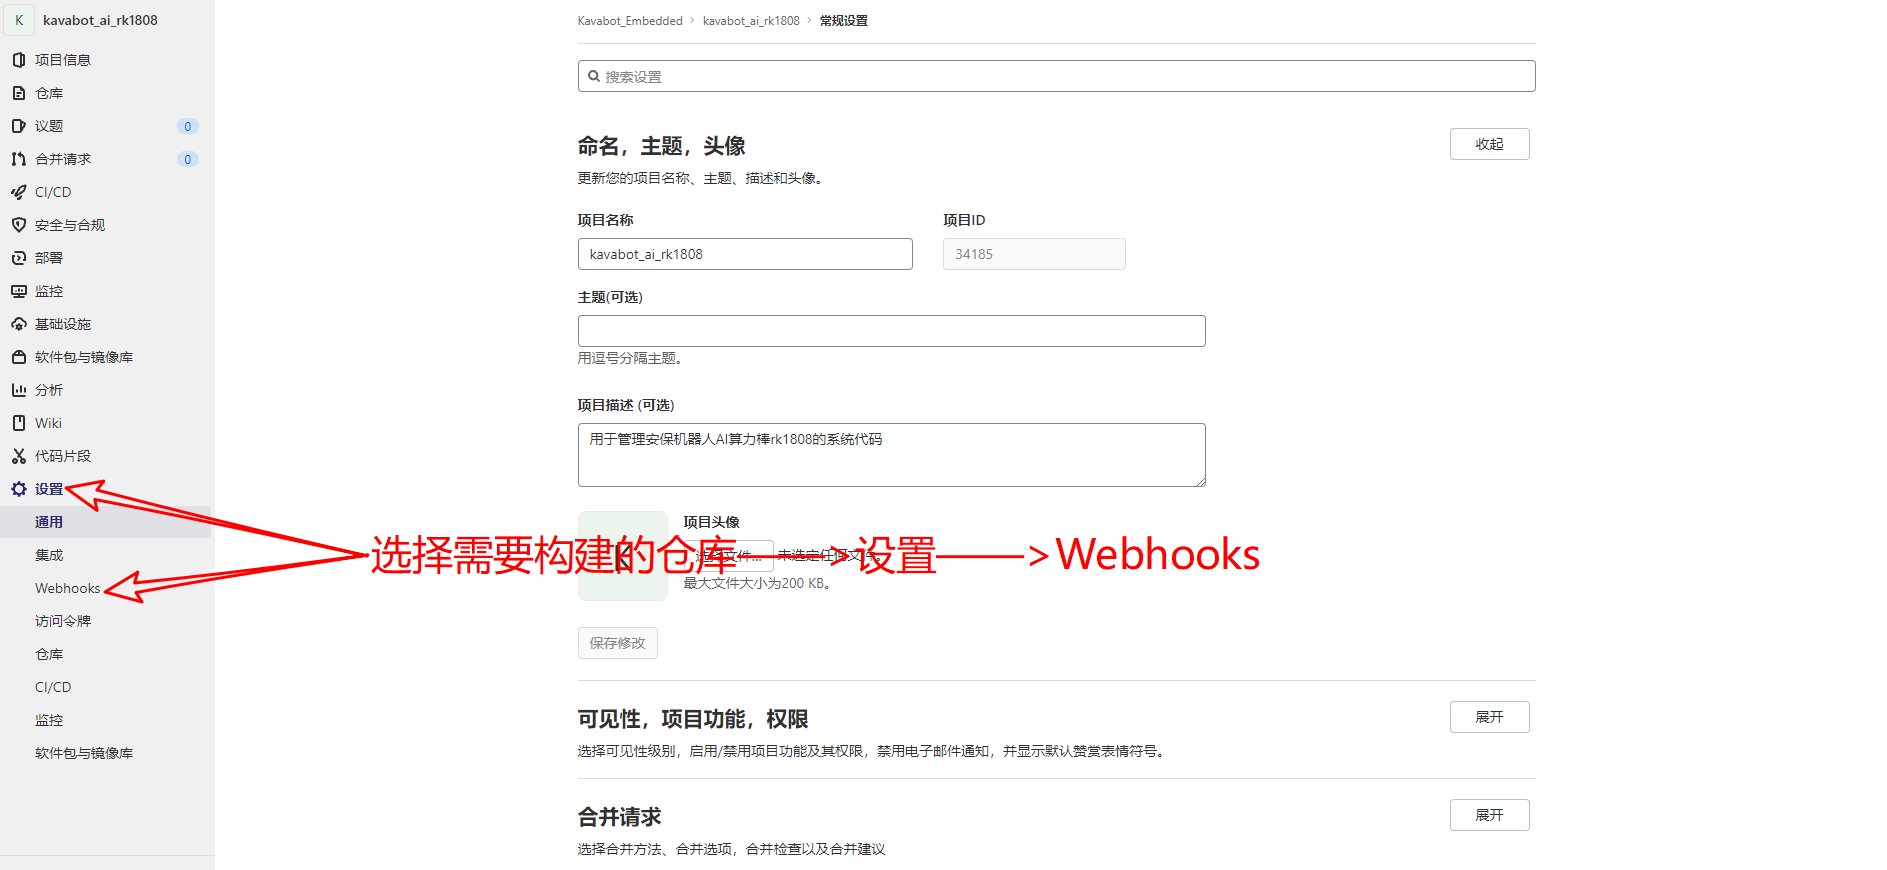 K kavabot_ai_rk1808
项目信息
仓库
议题 0
合并请求 0
CI/CD
安全与合规
部署
监控
基础设施
软件包与镜像库
分析
Wiki
代码片段
设置
通用
集成
Webhooks
访问令牌
仓库
CI/CD
监控
软件包与镜像库
Kavabot_Embedded › kavabot_ai_rk1808 › 常规设置
搜索设置
命名，主题，头像
收起
更新您的项目名称、主题、描述和头像。
项目名称
kavabot_ai_rk1808
项目ID
34185
主题(可选)
用逗号分隔主题。
项目描述 (可选)
用于管理安保机器人AI算力棒rk1808的系统代码
K
项目头像
选择文件... 未选定任何文件。
最大文件大小为200 KB。
选择需要构建的仓库——>设置——>Webhooks
保存修改
可见性，项目功能，权限
展开
选择可见性级别，启用/禁用项目功能及其权限，禁用电子邮件通知，并显示默认赞赏表情符号。
合并请求
展开
选择合并方法、合并选项，合并检查以及合并建议